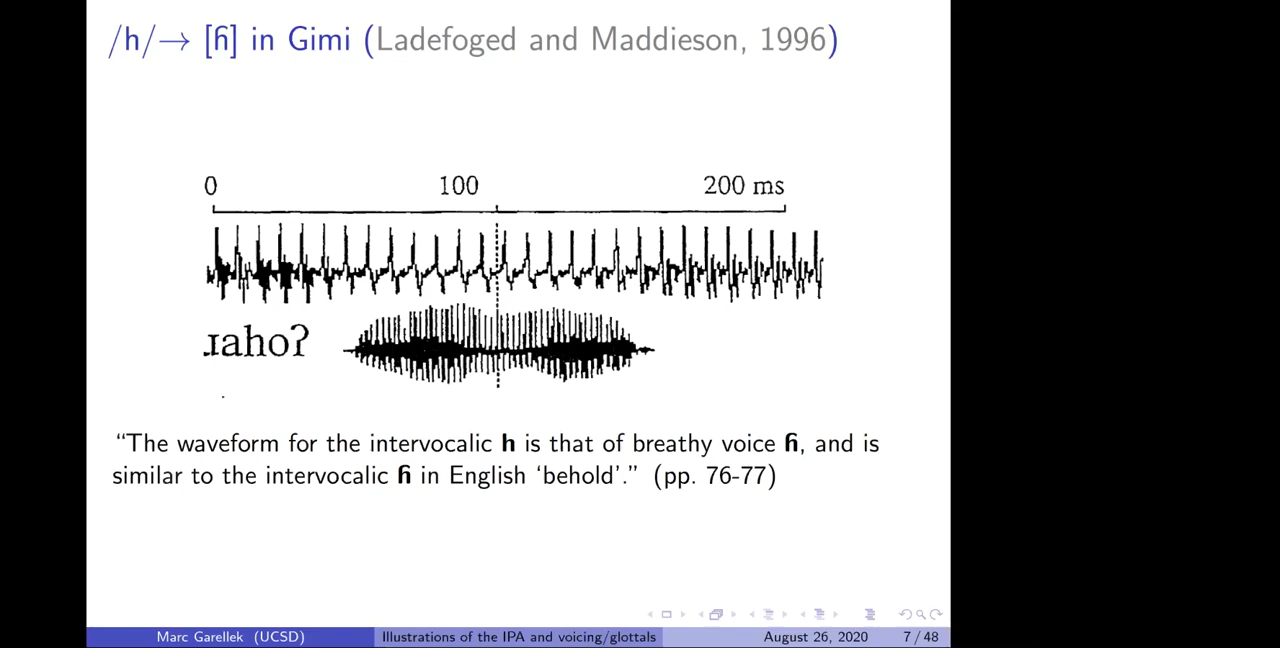 /h/→ [ɦ] in Gimi (Ladefoged and Maddieson, 1996)
0 100 200 ms
ɹahoʔ
“The waveform for the intervocalic h is that of breathy voice ɦ, and is
similar to the intervocalic ɦ in English ‘behold’.” (pp. 76-77)
Marc Garellek (UCSD) Illustrations of the IPA and voicing/glottals August 26, 2020 7 / 48